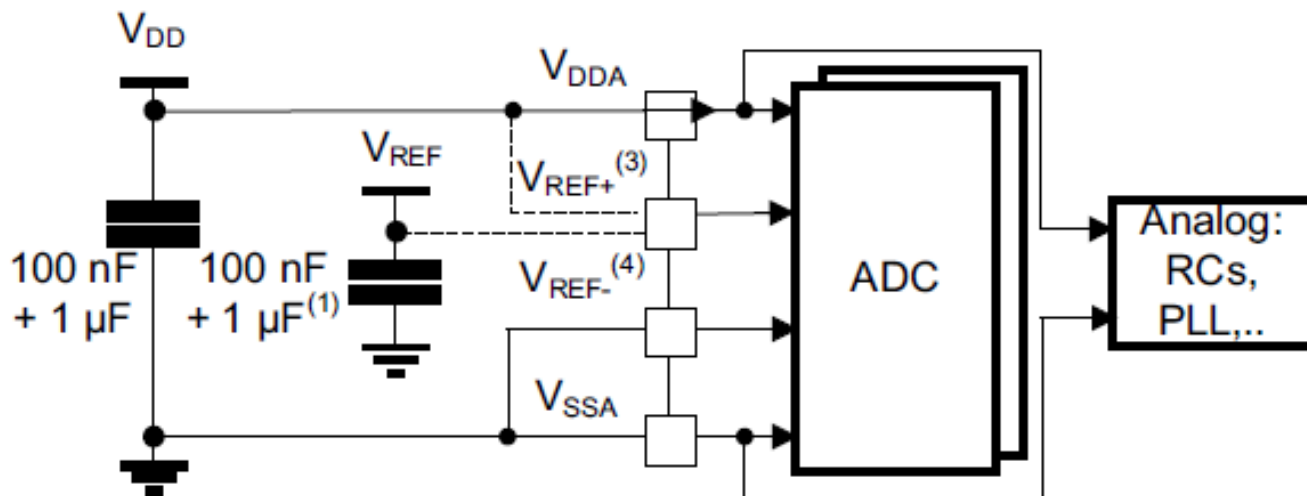 VDD
VDDA
VREF
VREF+(3)
100 nF
+ 1 µF
100 nF
+ 1 µF(1)
VREF-(4)
VSSA
ADC
Analog:
RCs,
PLL,..